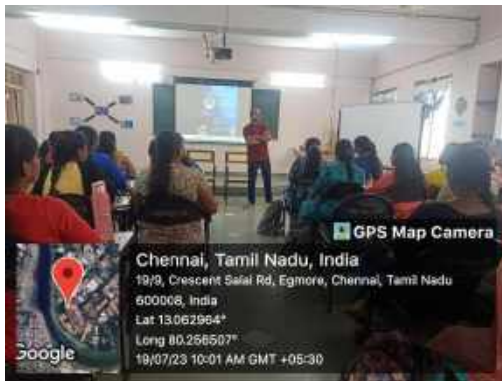 GPS Map Camera
Chennai, Tamil Nadu, India
19/9, Crescent Salai Rd, Egmore, Chennai, Tamil Nadu
600008, India
Lat 13.062964°
Long 80.256507°
19/07/23 10:01 AM GMT +05:30
Google